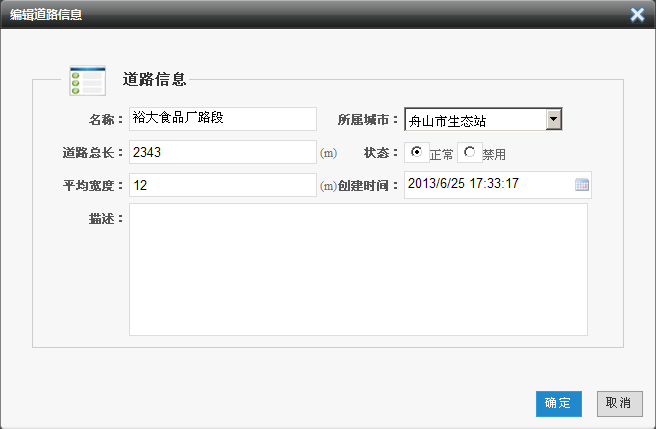 编辑道路信息
道路信息
名称： 裕大食品厂路段 所属城市： 舟山市生态站
道路总长： 2343 (m) 状态： 正常 禁用
平均宽度： 12 (m) 创建时间： 2013/6/25 17:33:17
描述：
确定 取消